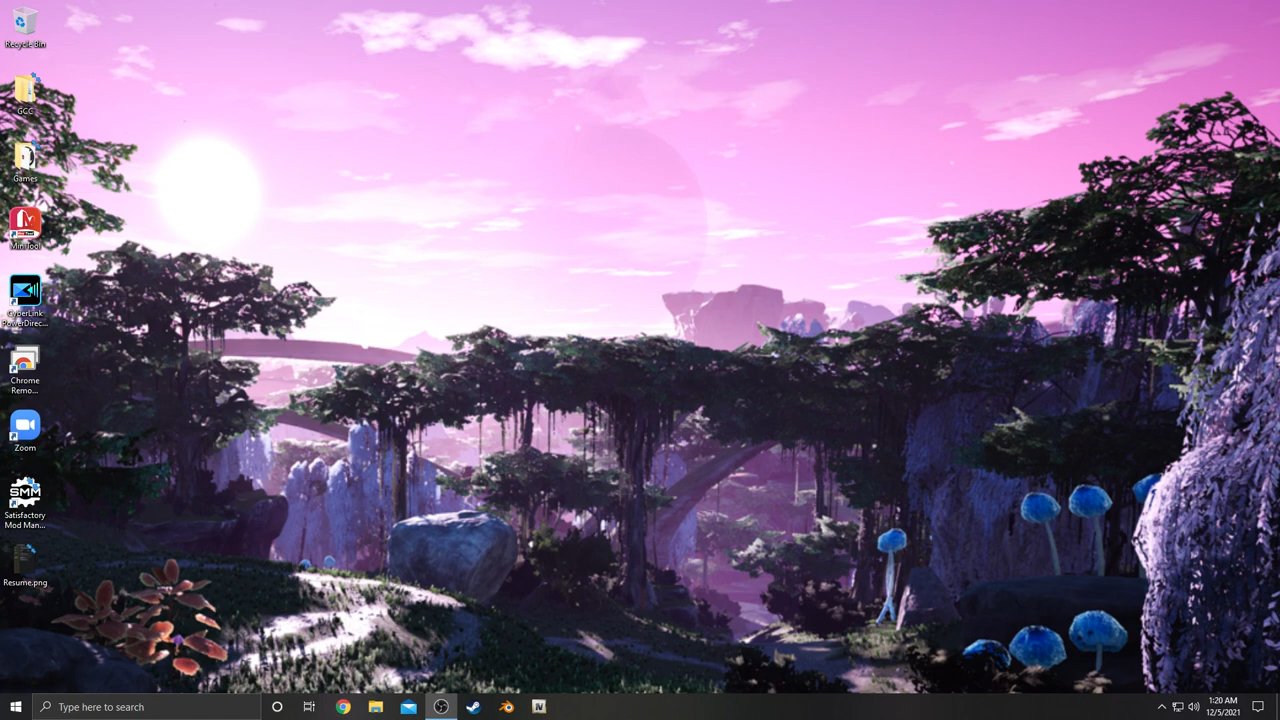 Recycle Bin
GCC
Games
MiniTool
CyberLink
PowerDirec...
Chrome
Remo...
Zoom
SMM
Satisfactory
Mod Man...
Resume.png
Type here to search
1:20 AM
12/5/2021